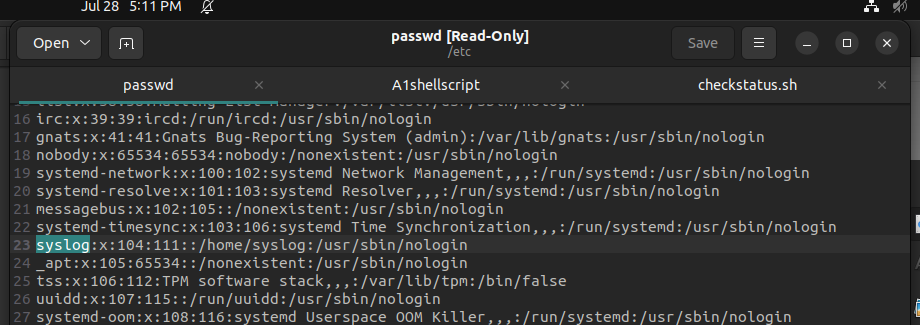 Jul 28 5:11 PM
Open
passwd [Read-Only]
/etc
Save
passwd
A1shellscript
checkstatus.sh
16 irc:x:39:39:ircd:/run/ircd:/usr/sbin/nologin
17 gnats:x:41:41:Gnats Bug-Reporting System (admin):/var/lib/gnats:/usr/sbin/nologin
18 nobody:x:65534:65534:nobody:/nonexistent:/usr/sbin/nologin
19 systemd-network:x:100:102:systemd Network Management,,,:/run/systemd:/usr/sbin/nologin
20 systemd-resolve:x:101:103:systemd Resolver,,,:/run/systemd:/usr/sbin/nologin
21 messagebus:x:102:105::/nonexistent:/usr/sbin/nologin
22 systemd-timesync:x:103:106:systemd Time Synchronization,,,:/run/systemd:/usr/sbin/nologin
23 syslog:x:104:111::/home/syslog:/usr/sbin/nologin
24 _apt:x:105:65534::/nonexistent:/usr/sbin/nologin
25 tss:x:106:112:TPM software stack,,,:/var/lib/tpm:/bin/false
26 uuidd:x:107:115::/run/uuidd:/usr/sbin/nologin
27 systemd-oom:x:108:116:systemd Userspace OOM Killer,,,:/run/systemd:/usr/sbin/nologin